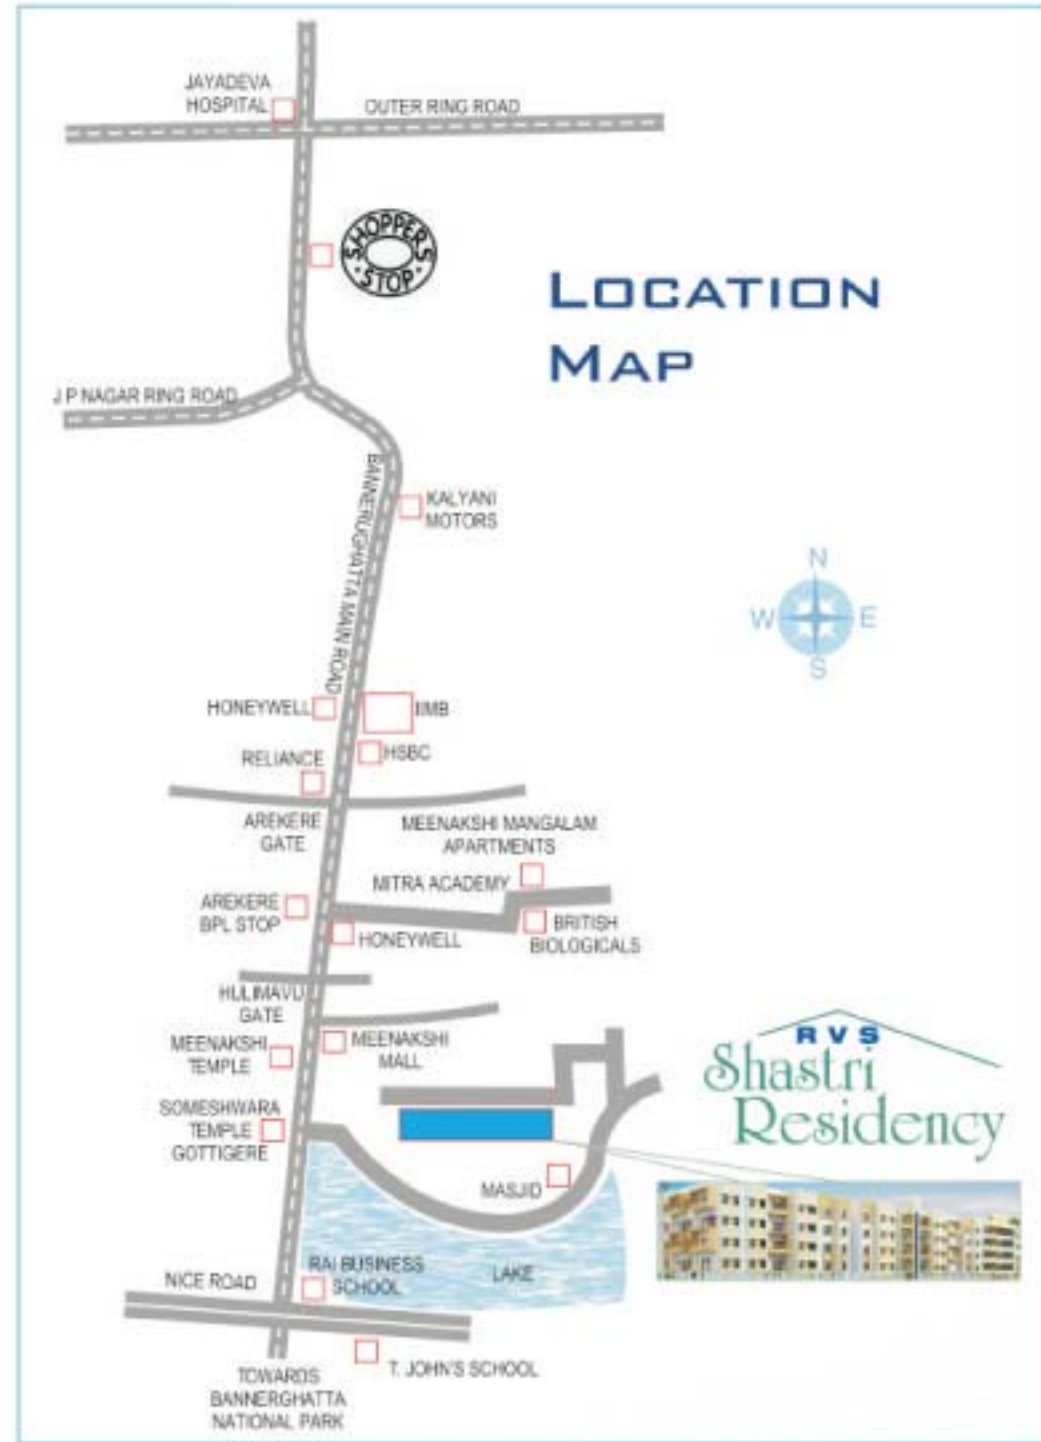 JAYADEVA
HOSPITAL
OUTER RING ROAD
SHOPPERS
STOP
LOCATION
MAP
J P NAGAR RING ROAD
BANNERUGHATTA MAIN ROAD
KALYANI
MOTORS
N
W E
S
HONEYWELL
IIMB
HSBC
RELIANCE
AREKERE
GATE
MEENAKSHI MANGALAM
APARTMENTS
MITRA ACADEMY
AREKERE
BPL STOP
HONEYWELL
BRITISH
BIOLOGICALS
HULIMAVU
GATE
MEENAKSHI
TEMPLE
MEENAKSHI
MALL
RVS
Shastri
Residency
SOMESHWARA
TEMPLE
GOTTIGERE
MASJID
NICE ROAD
RAI BUSINESS
SCHOOL
LAKE
T. JOHN'S SCHOOL
TOWARDS
BANNERGHATTA
NATIONAL PARK